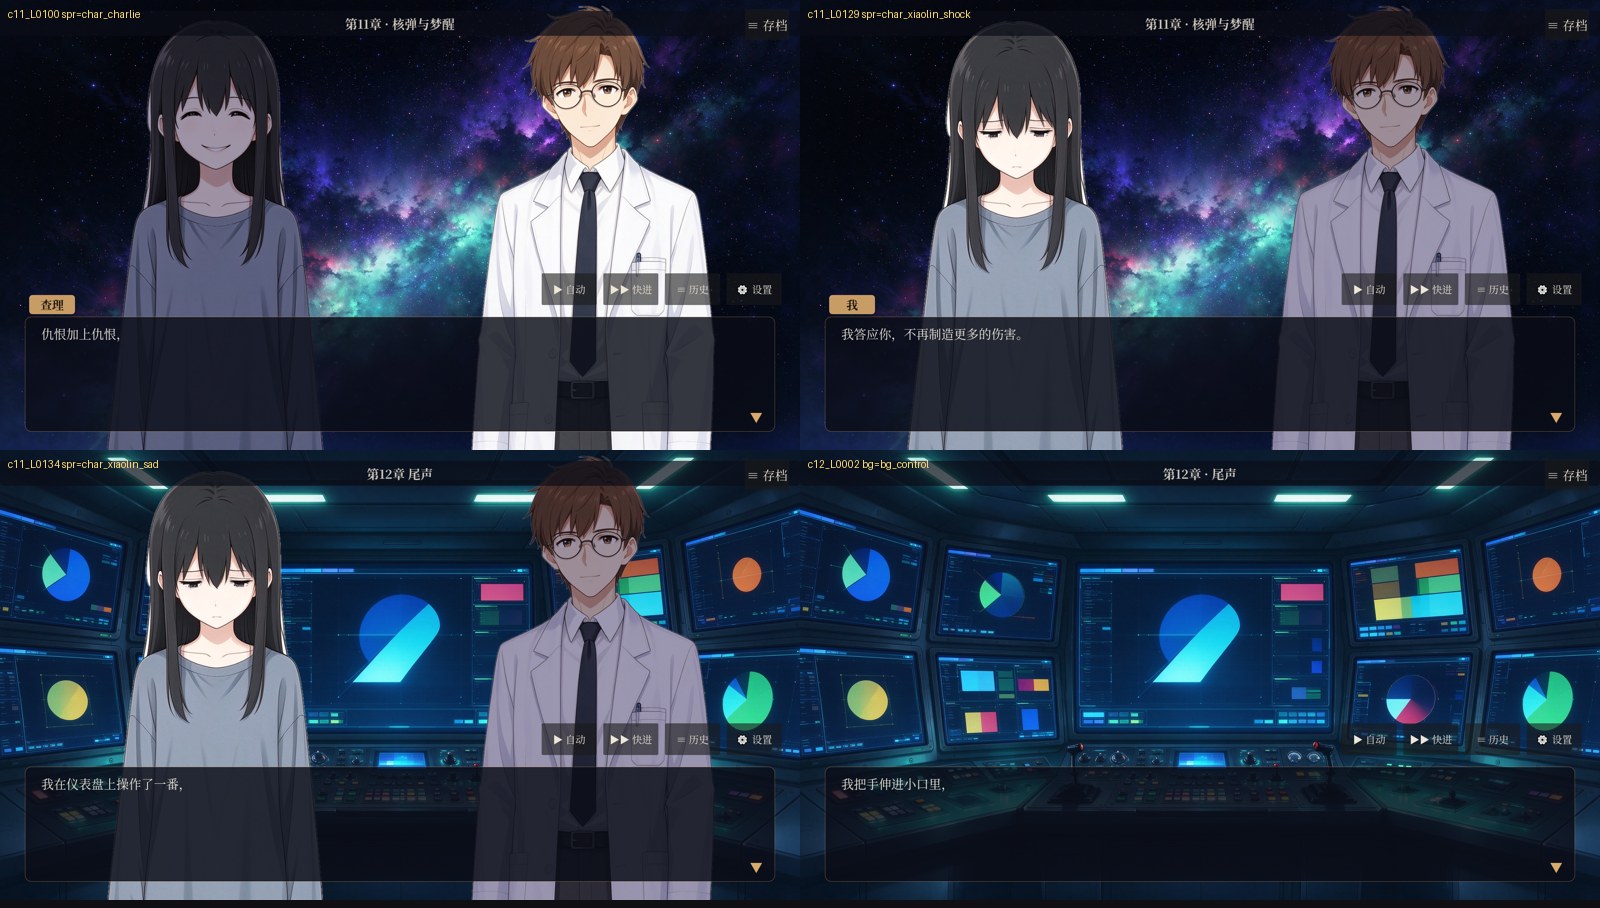 c11_L0100 spr=char_charlie
第11章 · 核弹与梦醒
≡ 存档
▶ 自动
▶▶ 快进
≡ 历史
设置
查理
仇恨加上仇恨，
c11_L0129 spr=char_xiaolin_shock
第11章 · 核弹与梦醒
≡ 存档
▶ 自动
▶▶ 快进
≡ 历史
设置
我
我答应你，不再制造更多的伤害。
c11_L0134 spr=char_xiaolin_sad
第12章 尾声
≡ 存档
▶ 自动
▶▶ 快进
≡ 历史
设置
我在仪表盘上操作了一番，
c12_L0002 bg=bg_control
第12章 · 尾声
≡ 存档
▶ 自动
▶▶ 快进
≡ 历史
设置
我把手伸进小口里，